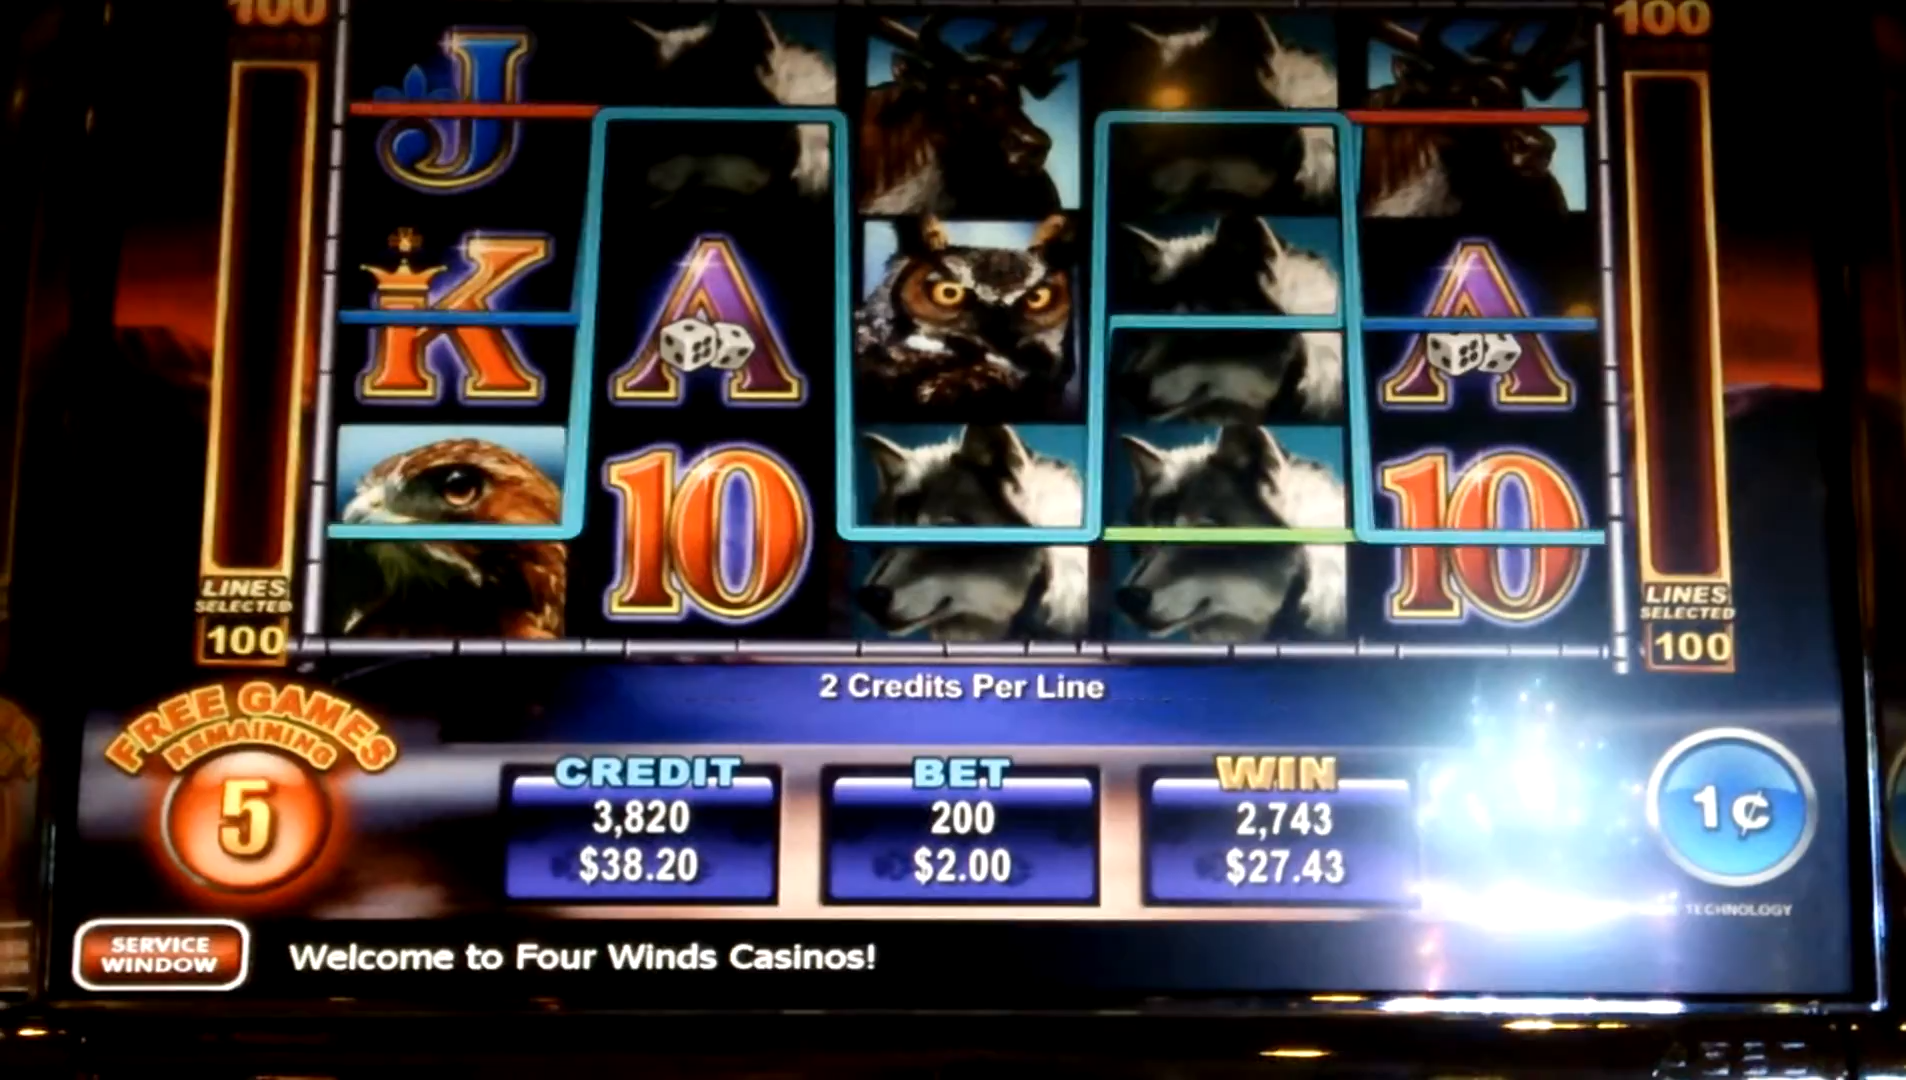 100
100
J
K
A
A
10
10
LINES
SELECTED
100
LINES
SELECTED
100
2 Credits Per Line
FREE GAMES
REMAINING
5
CREDIT
3,820
$38.20
BET
200
$2.00
WIN
2,743
$27.43
1¢
TECHNOLOGY
SERVICE
WINDOW
Welcome to Four Winds Casinos!